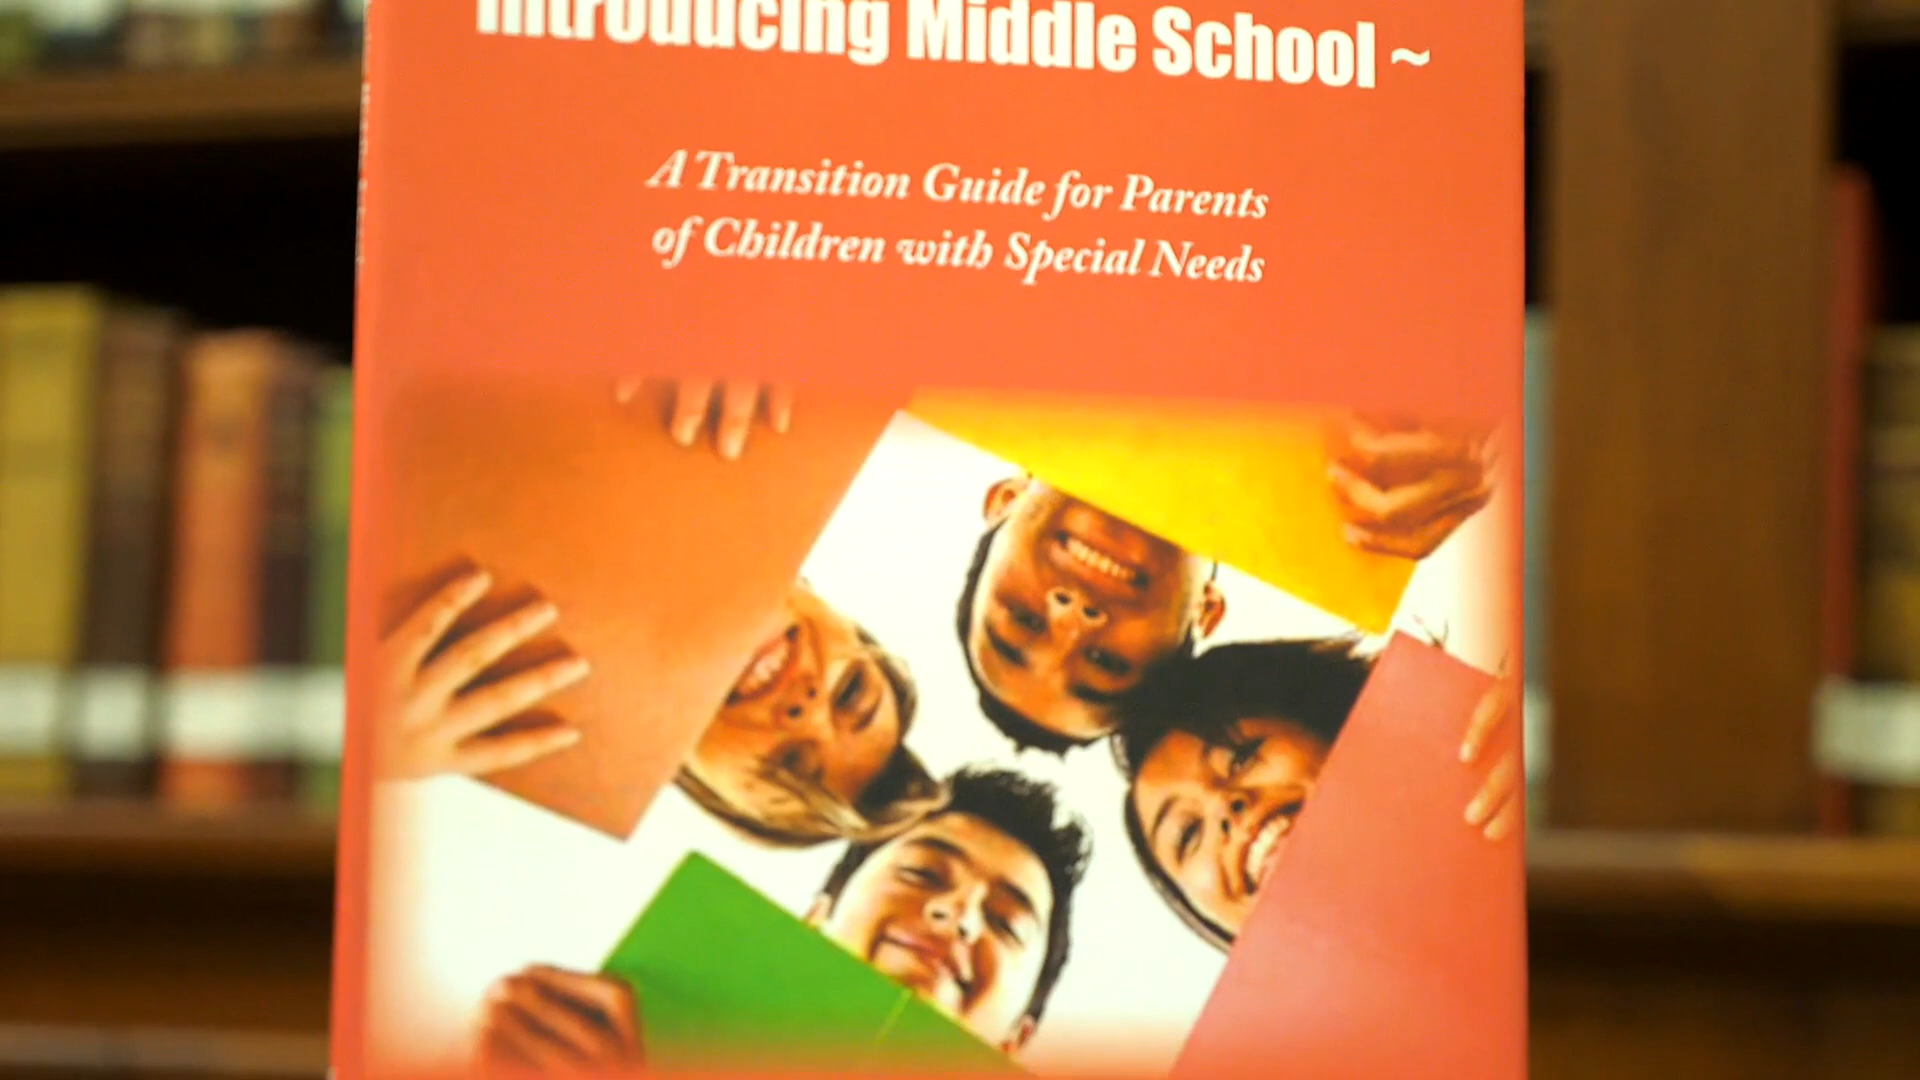 Introducing Middle School ~
A Transition Guide for Parents
of Children with Special Needs